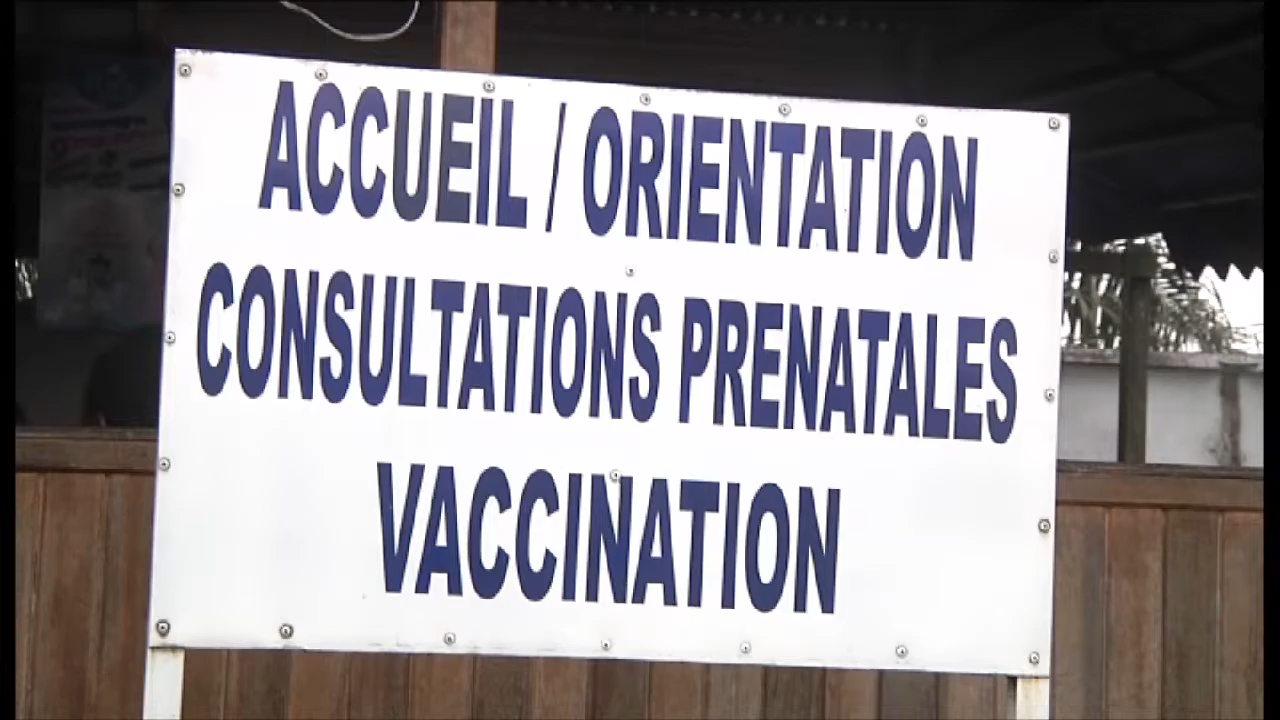 ACCUEIL / ORIENTATION
CONSULTATIONS PRENATALES
VACCINATION